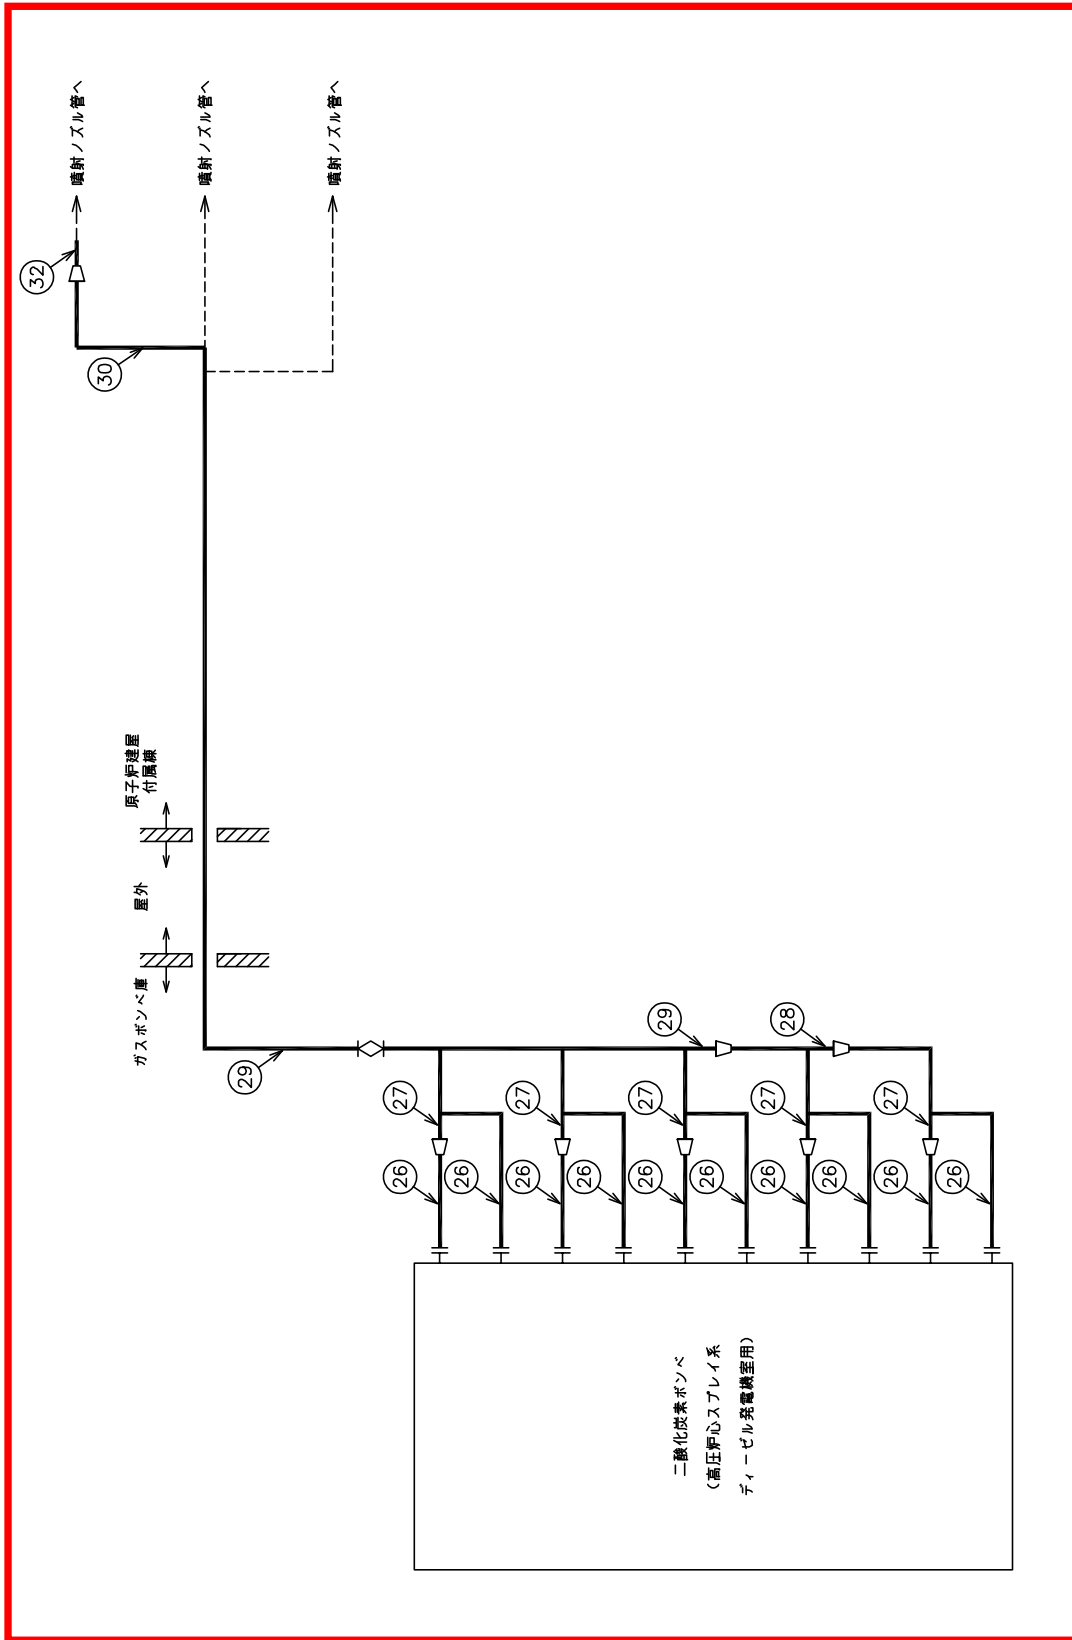 二酸化炭素ボンベ
(高圧炉心スプレイ系
ディーゼル発電機室用)
26
26
26
26
26
26
26
26
26
26
27
27
27
27
27
29
29
28
ガスボンベ庫
屋外
原子炉建屋
付属棟
30
32
噴射ノズル管へ
噴射ノズル管へ
噴射ノズル管へ